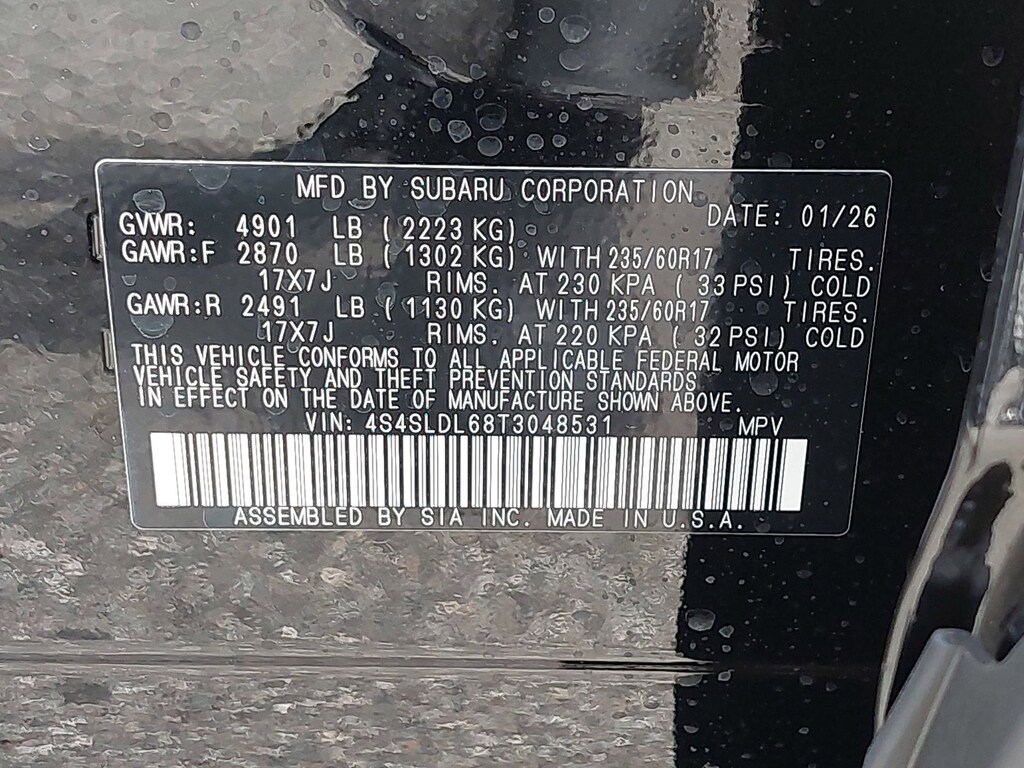 MFD BY SUBARU CORPORATION
DATE: 01/26
GVWR: 4901 LB (2223 KG)
GAWR:F 2870 LB (1302 KG) WITH 235/60R17 TIRES.
17X7J RIMS. AT 230 KPA ( 33 PSI) COLD
GAWR:R 2491 LB (1130 KG) WITH 235/60R17 TIRES.
17X7J RIMS. AT 220 KPA ( 32 PSI) COLD
THIS VEHICLE CONFORMS TO ALL APPLICABLE FEDERAL MOTOR
VEHICLE SAFETY AND THEFT PREVENTION STANDARDS
IN EFFECT ON THE DATE OF MANUFACTURE SHOWN ABOVE.
VIN: 4S4SLDL68T3048531 MPV
ASSEMBLED BY SIA INC. MADE IN U.S.A.